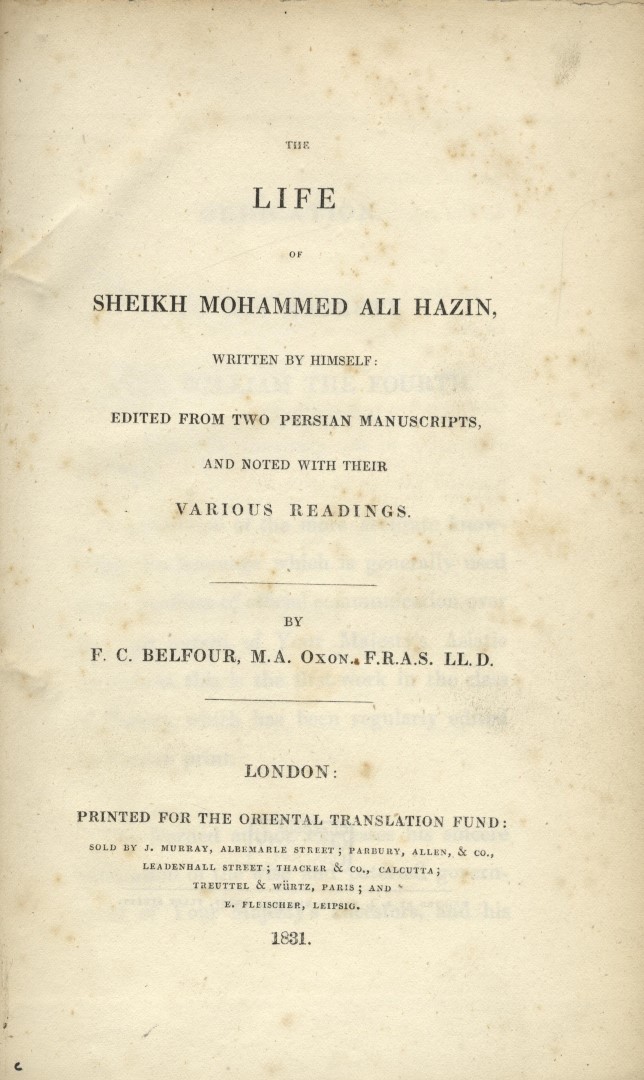 THE
LIFE
OF
SHEIKH MOHAMMED ALI HAZIN,
WRITTEN BY HIMSELF:
EDITED FROM TWO PERSIAN MANUSCRIPTS,
AND NOTED WITH THEIR
VARIOUS READINGS.
BY
F. C. BELFOUR, M.A. OXON. F.R.A.S. LL.D.
LONDON:
PRINTED FOR THE ORIENTAL TRANSLATION FUND:
SOLD BY J. MURRAY, ALBEMARLE STREET; PARBURY, ALLEN, & CO.,
LEADENHALL STREET; THACKER & CO., CALCUTTA;
TREUTTEL & WÜRTZ, PARIS; AND
E. FLEISCHER, LEIPSIG.
1831.
c